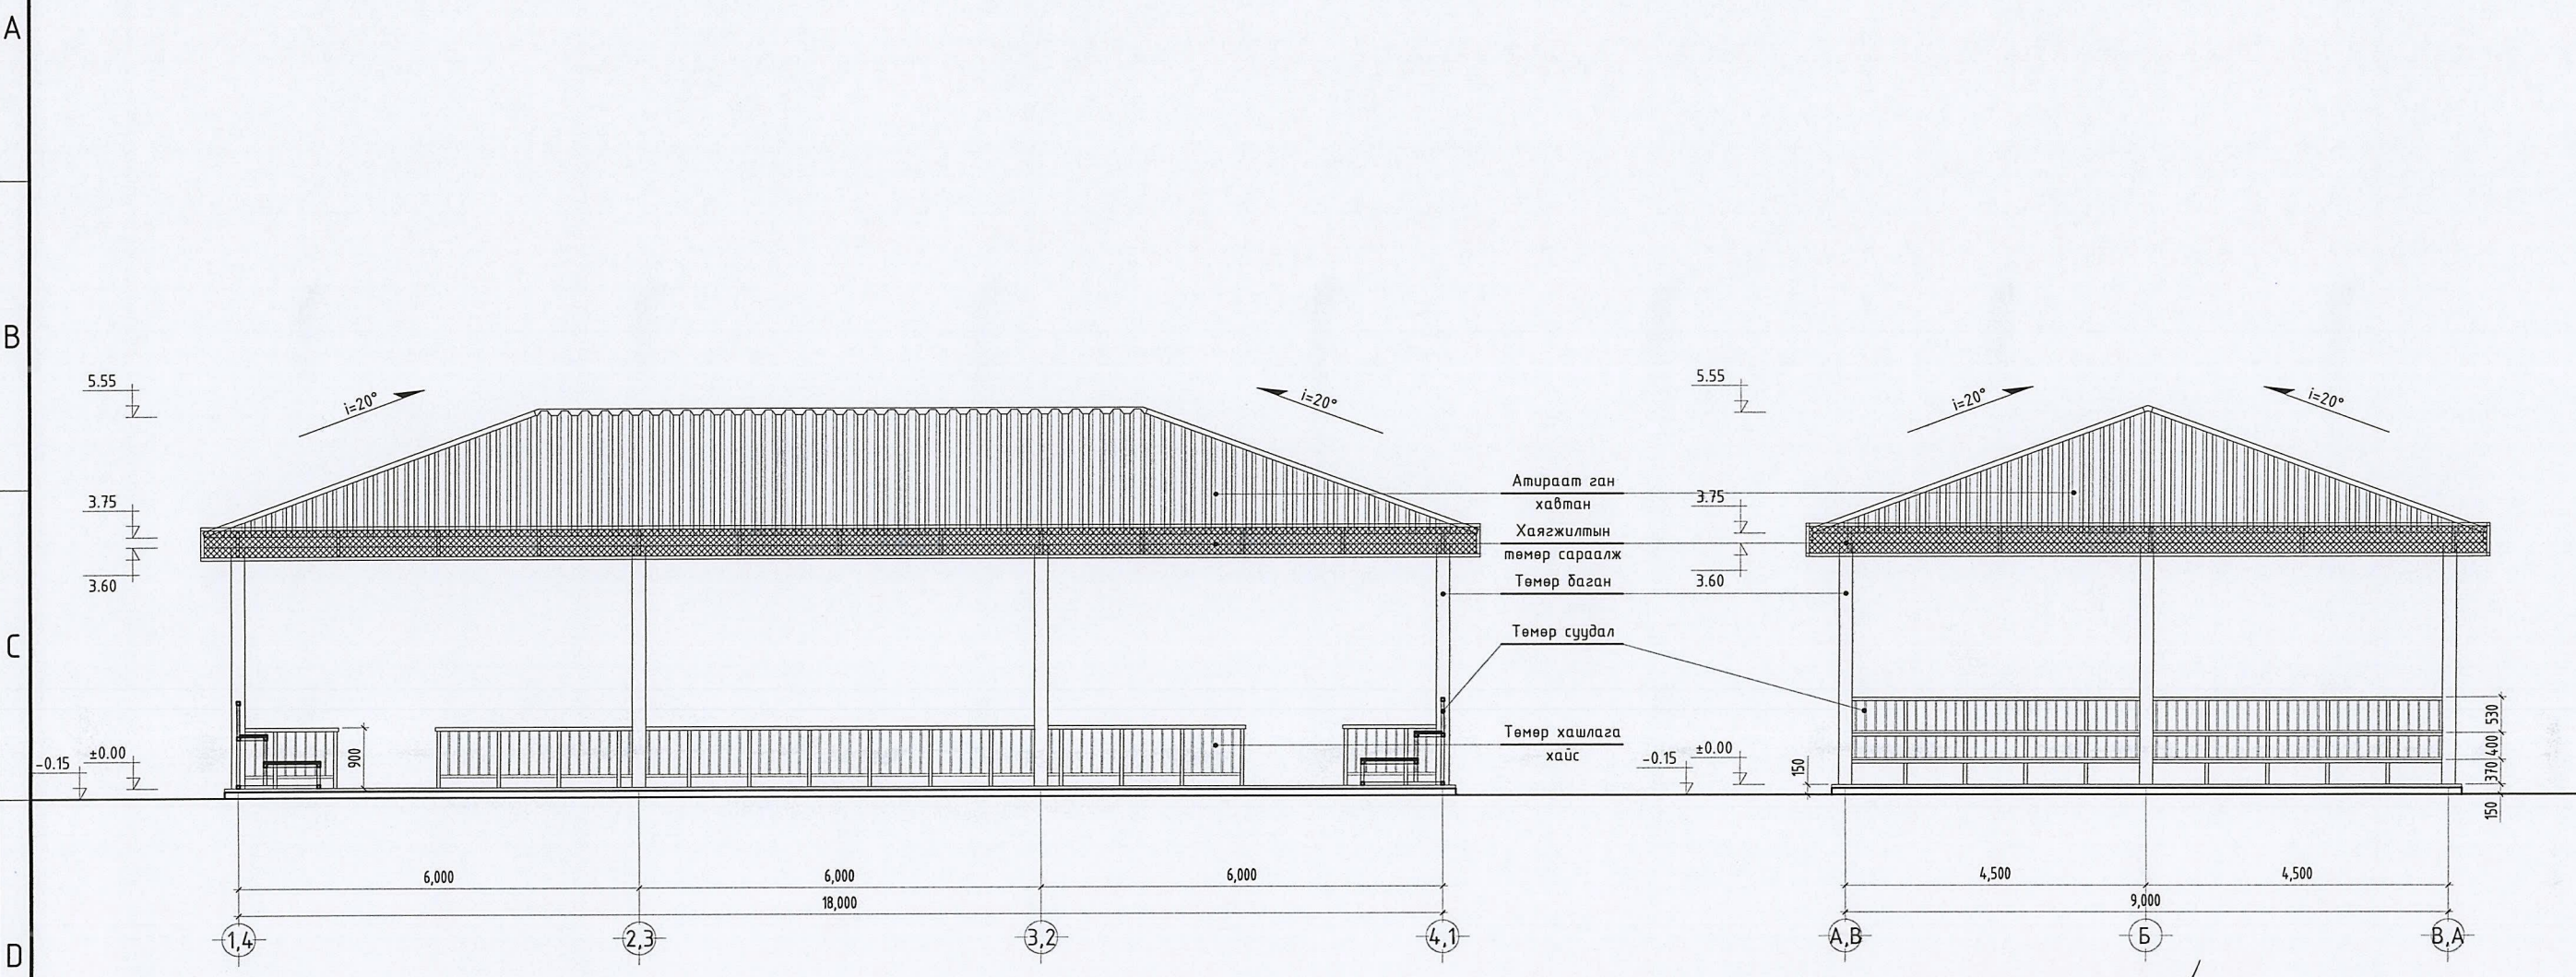 A
B
C
D
5.55
i=20°
i=20°
3.75
3.60
±0.00
-0.15
900
6,000
6,000
6,000
18,000
1,4
2,3
3,2
4,1
Атираат ган
хавтан
Хаягжилтын
төмөр сараалж
Төмөр баган
Төмөр суудал
Төмөр хашлага
хайс
5.55
i=20°
i=20°
3.75
3.60
±0.00
-0.15
150
530
400
370
150
4,500
4,500
9,000
А,В
Б
В,А